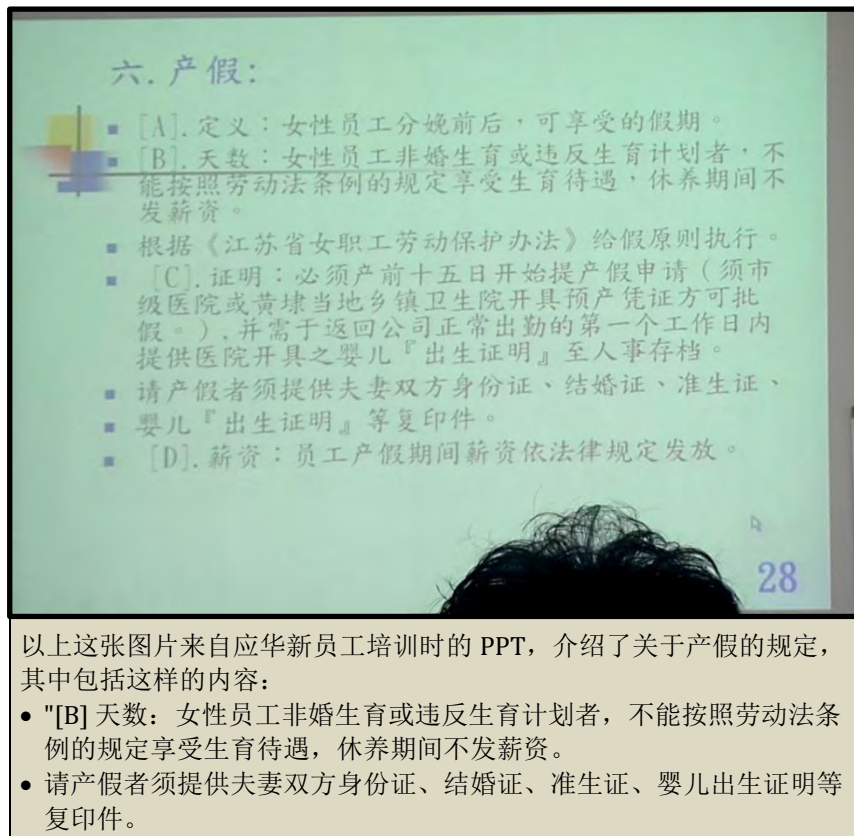 六.产假：
[A].定义：女性员工分娩前后，可享受的假期。
[B].天数：女性员工非婚生育或违反生育计划者，不
能按照劳动法条例的规定享受生育待遇，休养期间不
发薪资。
根据《江苏省女职工劳动保护办法》给假原则执行。
[C].证明：必须产前十五日开始提产假申请（须市
级医院或黄埭当地乡镇卫生院开具预产凭证方可批
假。）.并需于返回公司正常出勤的第一个工作日内
提供医院开具之婴儿『出生证明』至人事存档。
请产假者须提供夫妻双方身份证、结婚证、准生证、
婴儿『出生证明』等复印件。
[D].薪资：员工产假期间薪资依法律规定发放。
28
以上这张图片来自应华新员工培训时的 PPT，介绍了关于产假的规定，
其中包括这样的内容：
• "[B] 天数：女性员工非婚生育或违反生育计划者，不能按照劳动法条
例的规定享受生育待遇，休养期间不发薪资。
• 请产假者须提供夫妻双方身份证、结婚证、准生证、婴儿出生证明等
复印件。